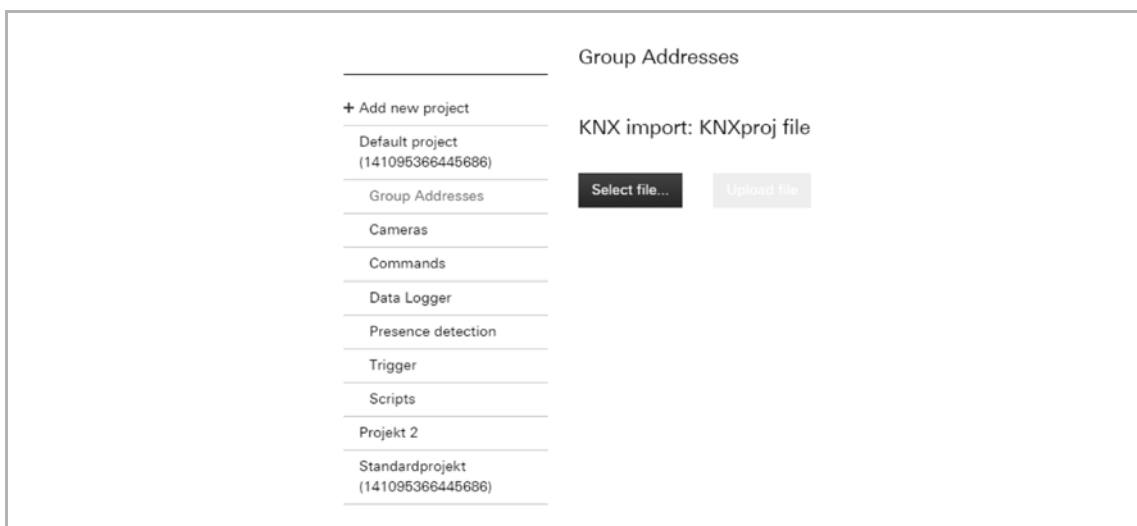 + Add new project
Default project
(141095366445686)
Group Addresses
Cameras
Commands
Data Logger
Presence detection
Trigger
Scripts
Projekt 2
Standardprojekt
(141095366445686)
Group Addresses
KNX import: KNXproj file
Select file...
Upload file